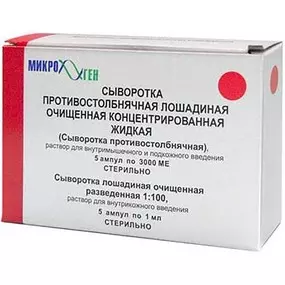 МИКРОГЕН
СЫВОРОТКА
ПРОТИВОСТОЛБНЯЧНАЯ ЛОШАДИНАЯ
ОЧИЩЕННАЯ КОНЦЕНТРИРОВАННАЯ
ЖИДКАЯ
(Сыворотка противостолбнячная),
раствор для внутримышечного и подкожного введения
5 ампул по 3000 МЕ
СТЕРИЛЬНО
Сыворотка лошадиная очищенная
разведенная 1:100,
раствор для внутрикожного введения
5 ампул по 1 мл
СТЕРИЛЬНО